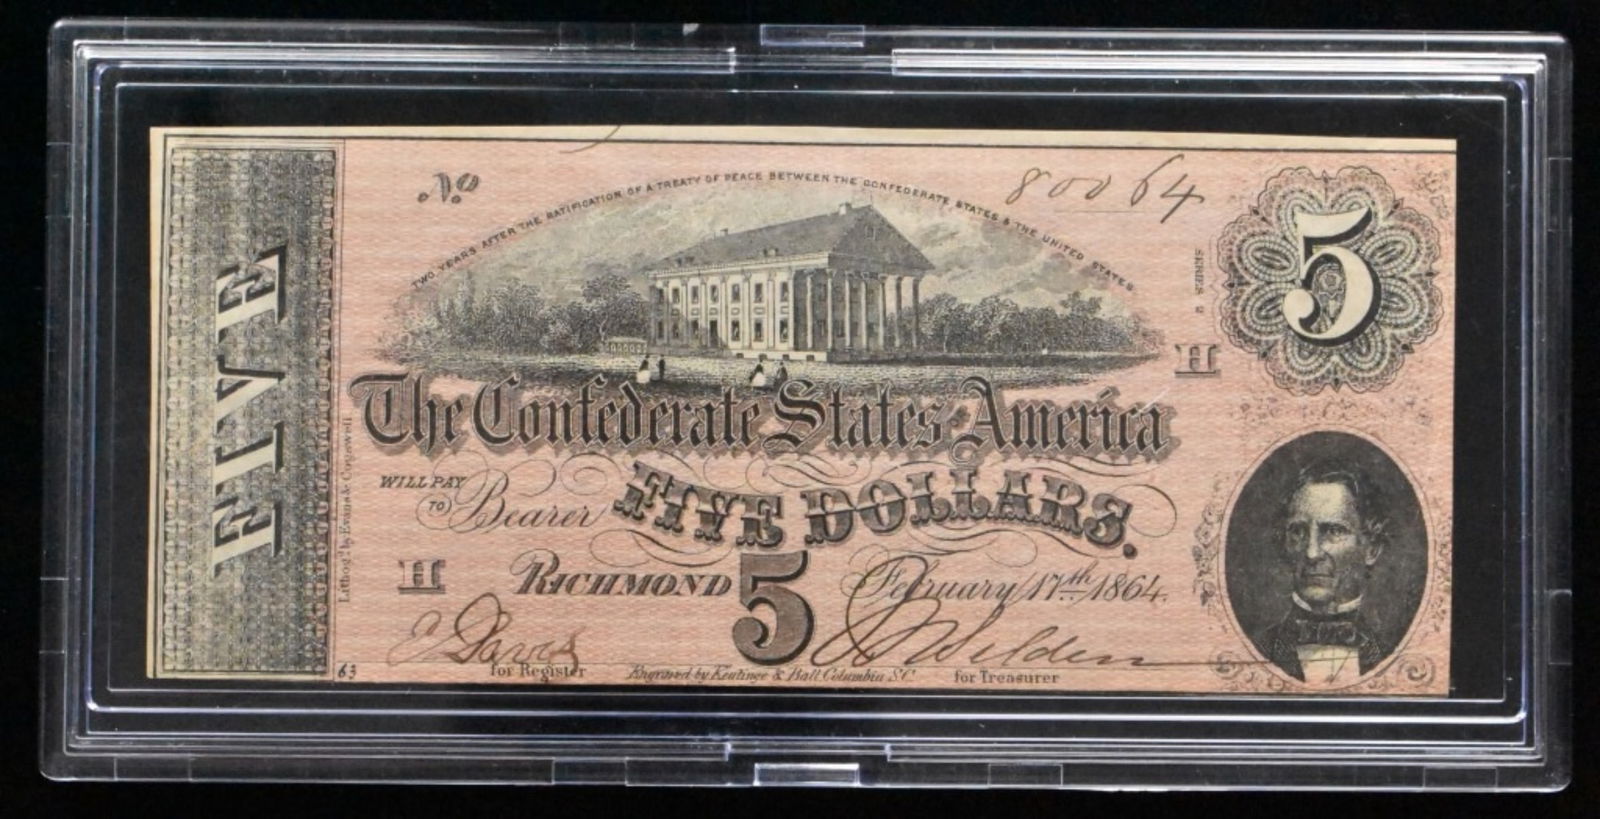 FIVE
Nº
80064
TWO YEARS AFTER THE RATIFICATION OF A TREATY OF PEACE BETWEEN THE CONFEDERATE STATES & THE UNITED STATES
5
SERIES 2
H
The Confederate States of America
WILL PAY
TO Bearer FIVE DOLLARS.
H RICHMOND 5 February 17th 1864.
for Register
for Treasurer
63
Engraved by Keatinge & Ball Columbia S.C.
Lithog'd by Evans & Cogswell